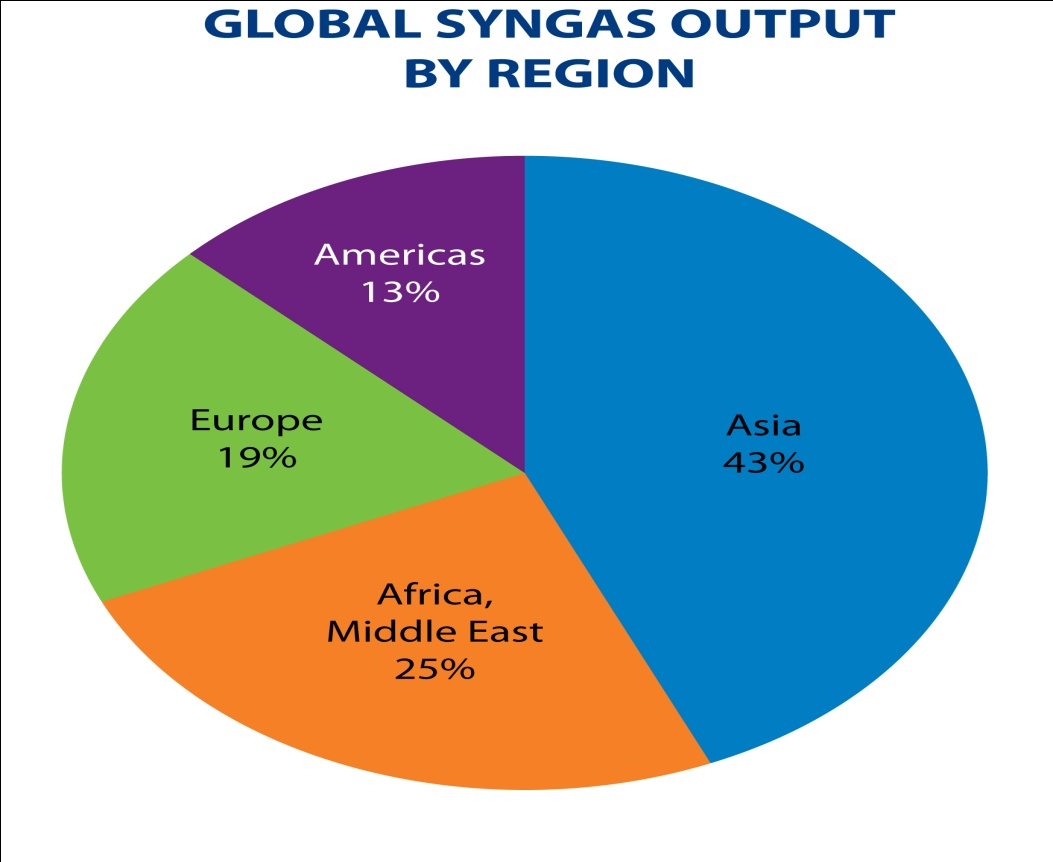 GLOBAL SYNGAS OUTPUT
BY REGION
Americas
13%
Europe
19%
Asia
43%
Africa,
Middle East
25%